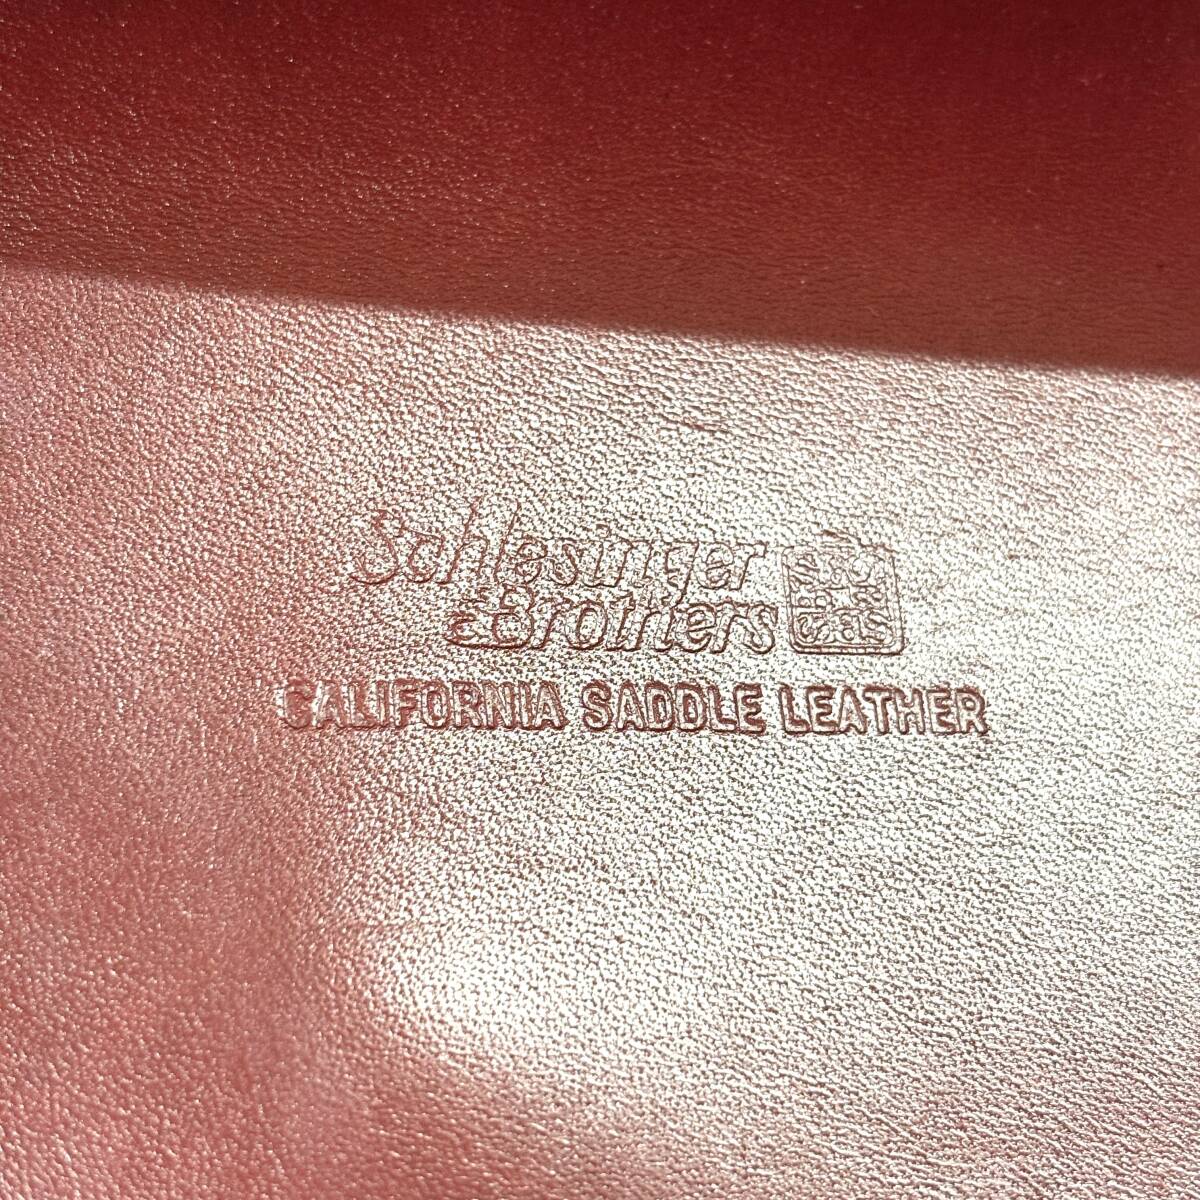 Schlesinger
Brothers
CALIFORNIA SADDLE LEATHER